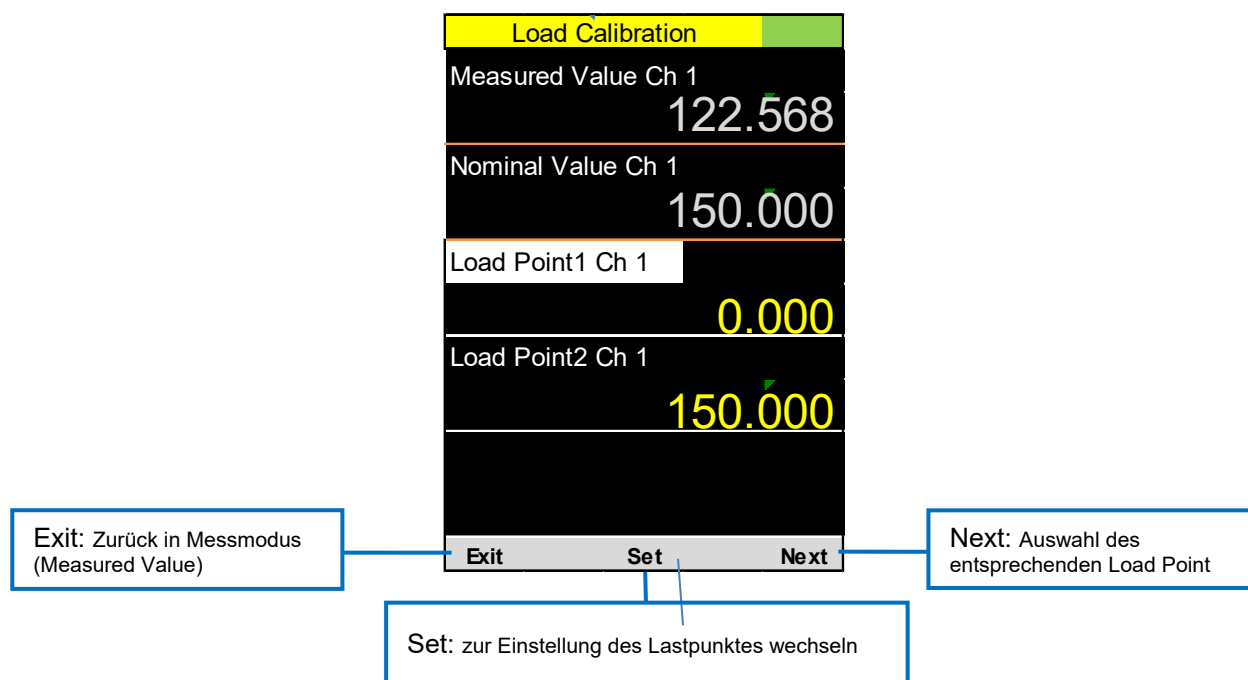 Load Calibration
Measured Value Ch 1
122.568
Nominal Value Ch 1
150.000
Load Point1 Ch 1
0.000
Load Point2 Ch 1
150.000
Exit Set Next
Exit: Zurück in Messmodus
(Measured Value)
Next: Auswahl des
entsprechenden Load Point
Set: zur Einstellung des Lastpunktes wechseln